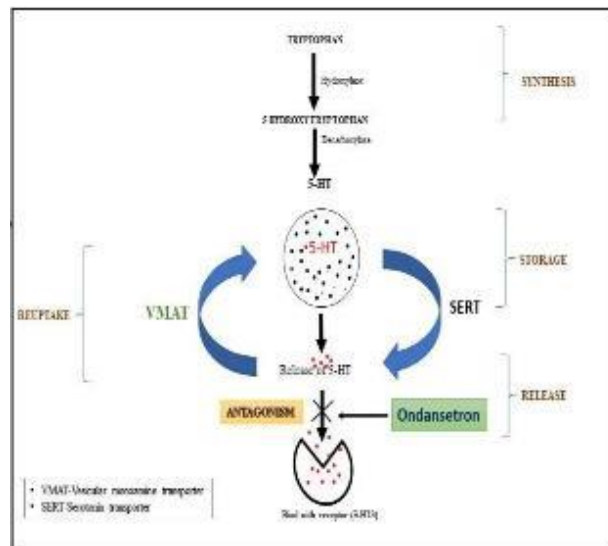 TRYPTOPHAN
Hydroxylase
SYNTHESIS
5-HYDROXYTRYPTOPHAN
Decarboxylase
5-HT
5-HT
STORAGE
REUPTAKE
VMAT
SERT
Release of 5-HT
RELEASE
ANTAGONISM
Ondansetron
Bind with receptor (5-HT3)
• VMAT-Vesicular monoamine transporter
• SERT-Serotonin transporter